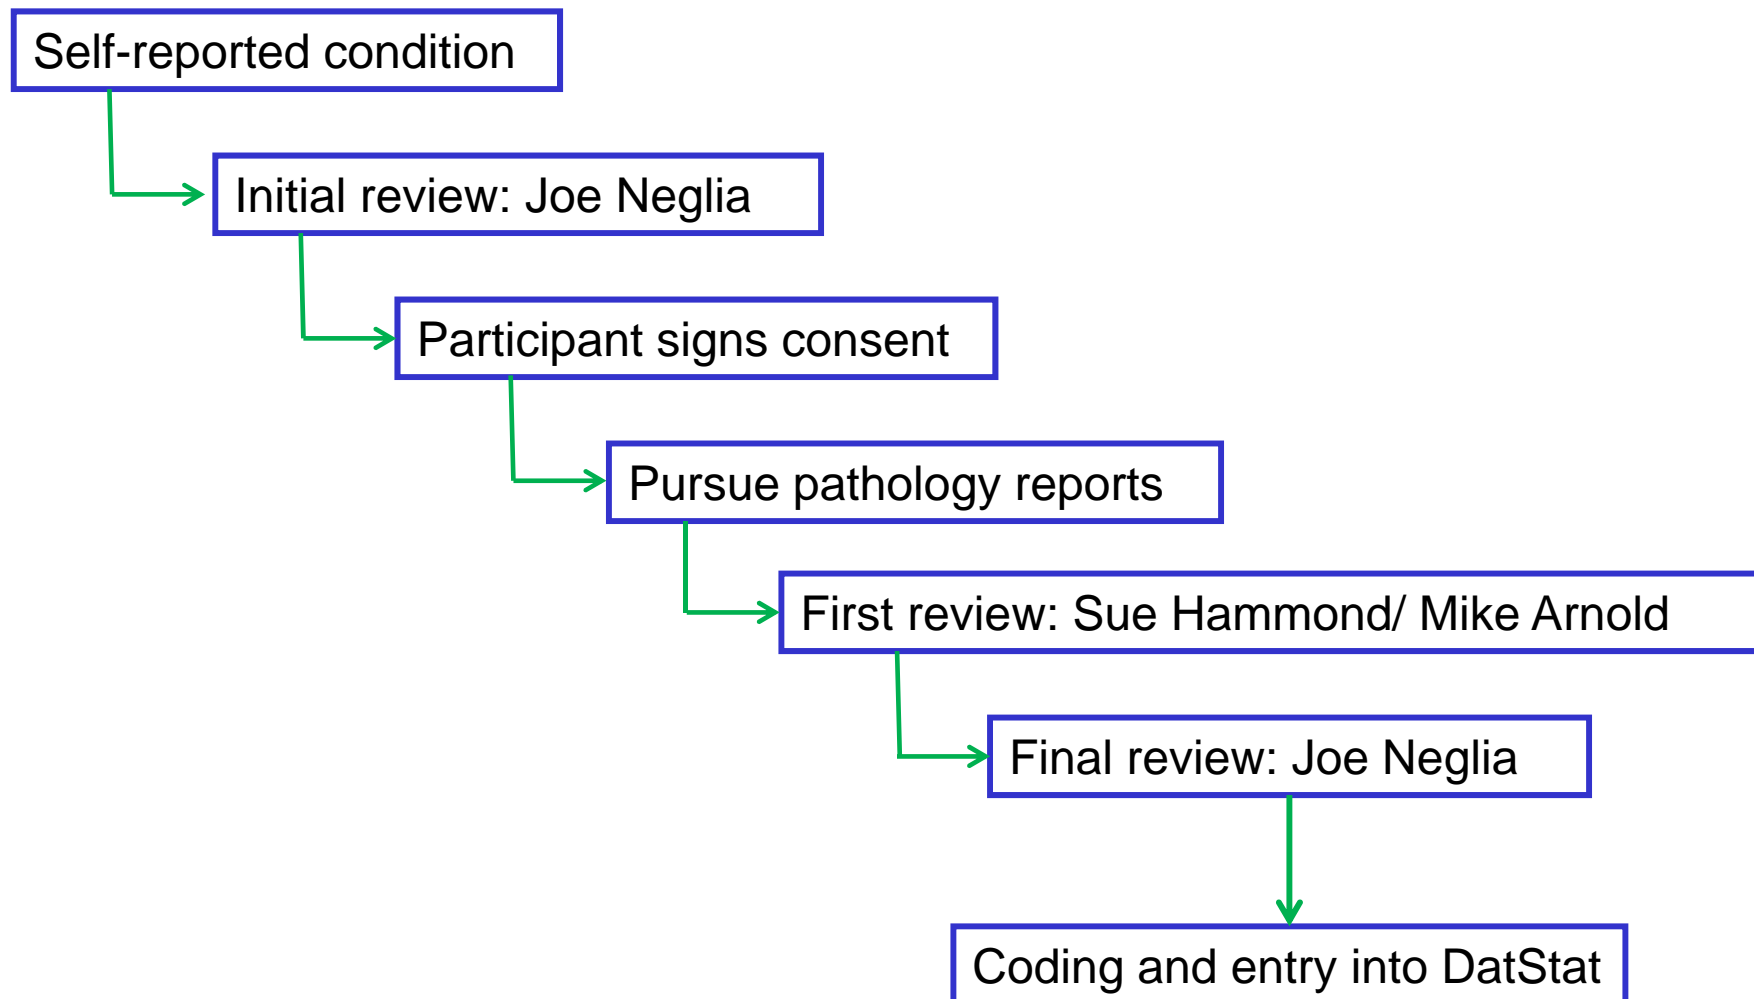 Self-reported condition
Initial review: Joe Neglia
Participant signs consent
Pursue pathology reports
First review: Sue Hammond/ Mike Arnold
Final review: Joe Neglia
Coding and entry into DatStat